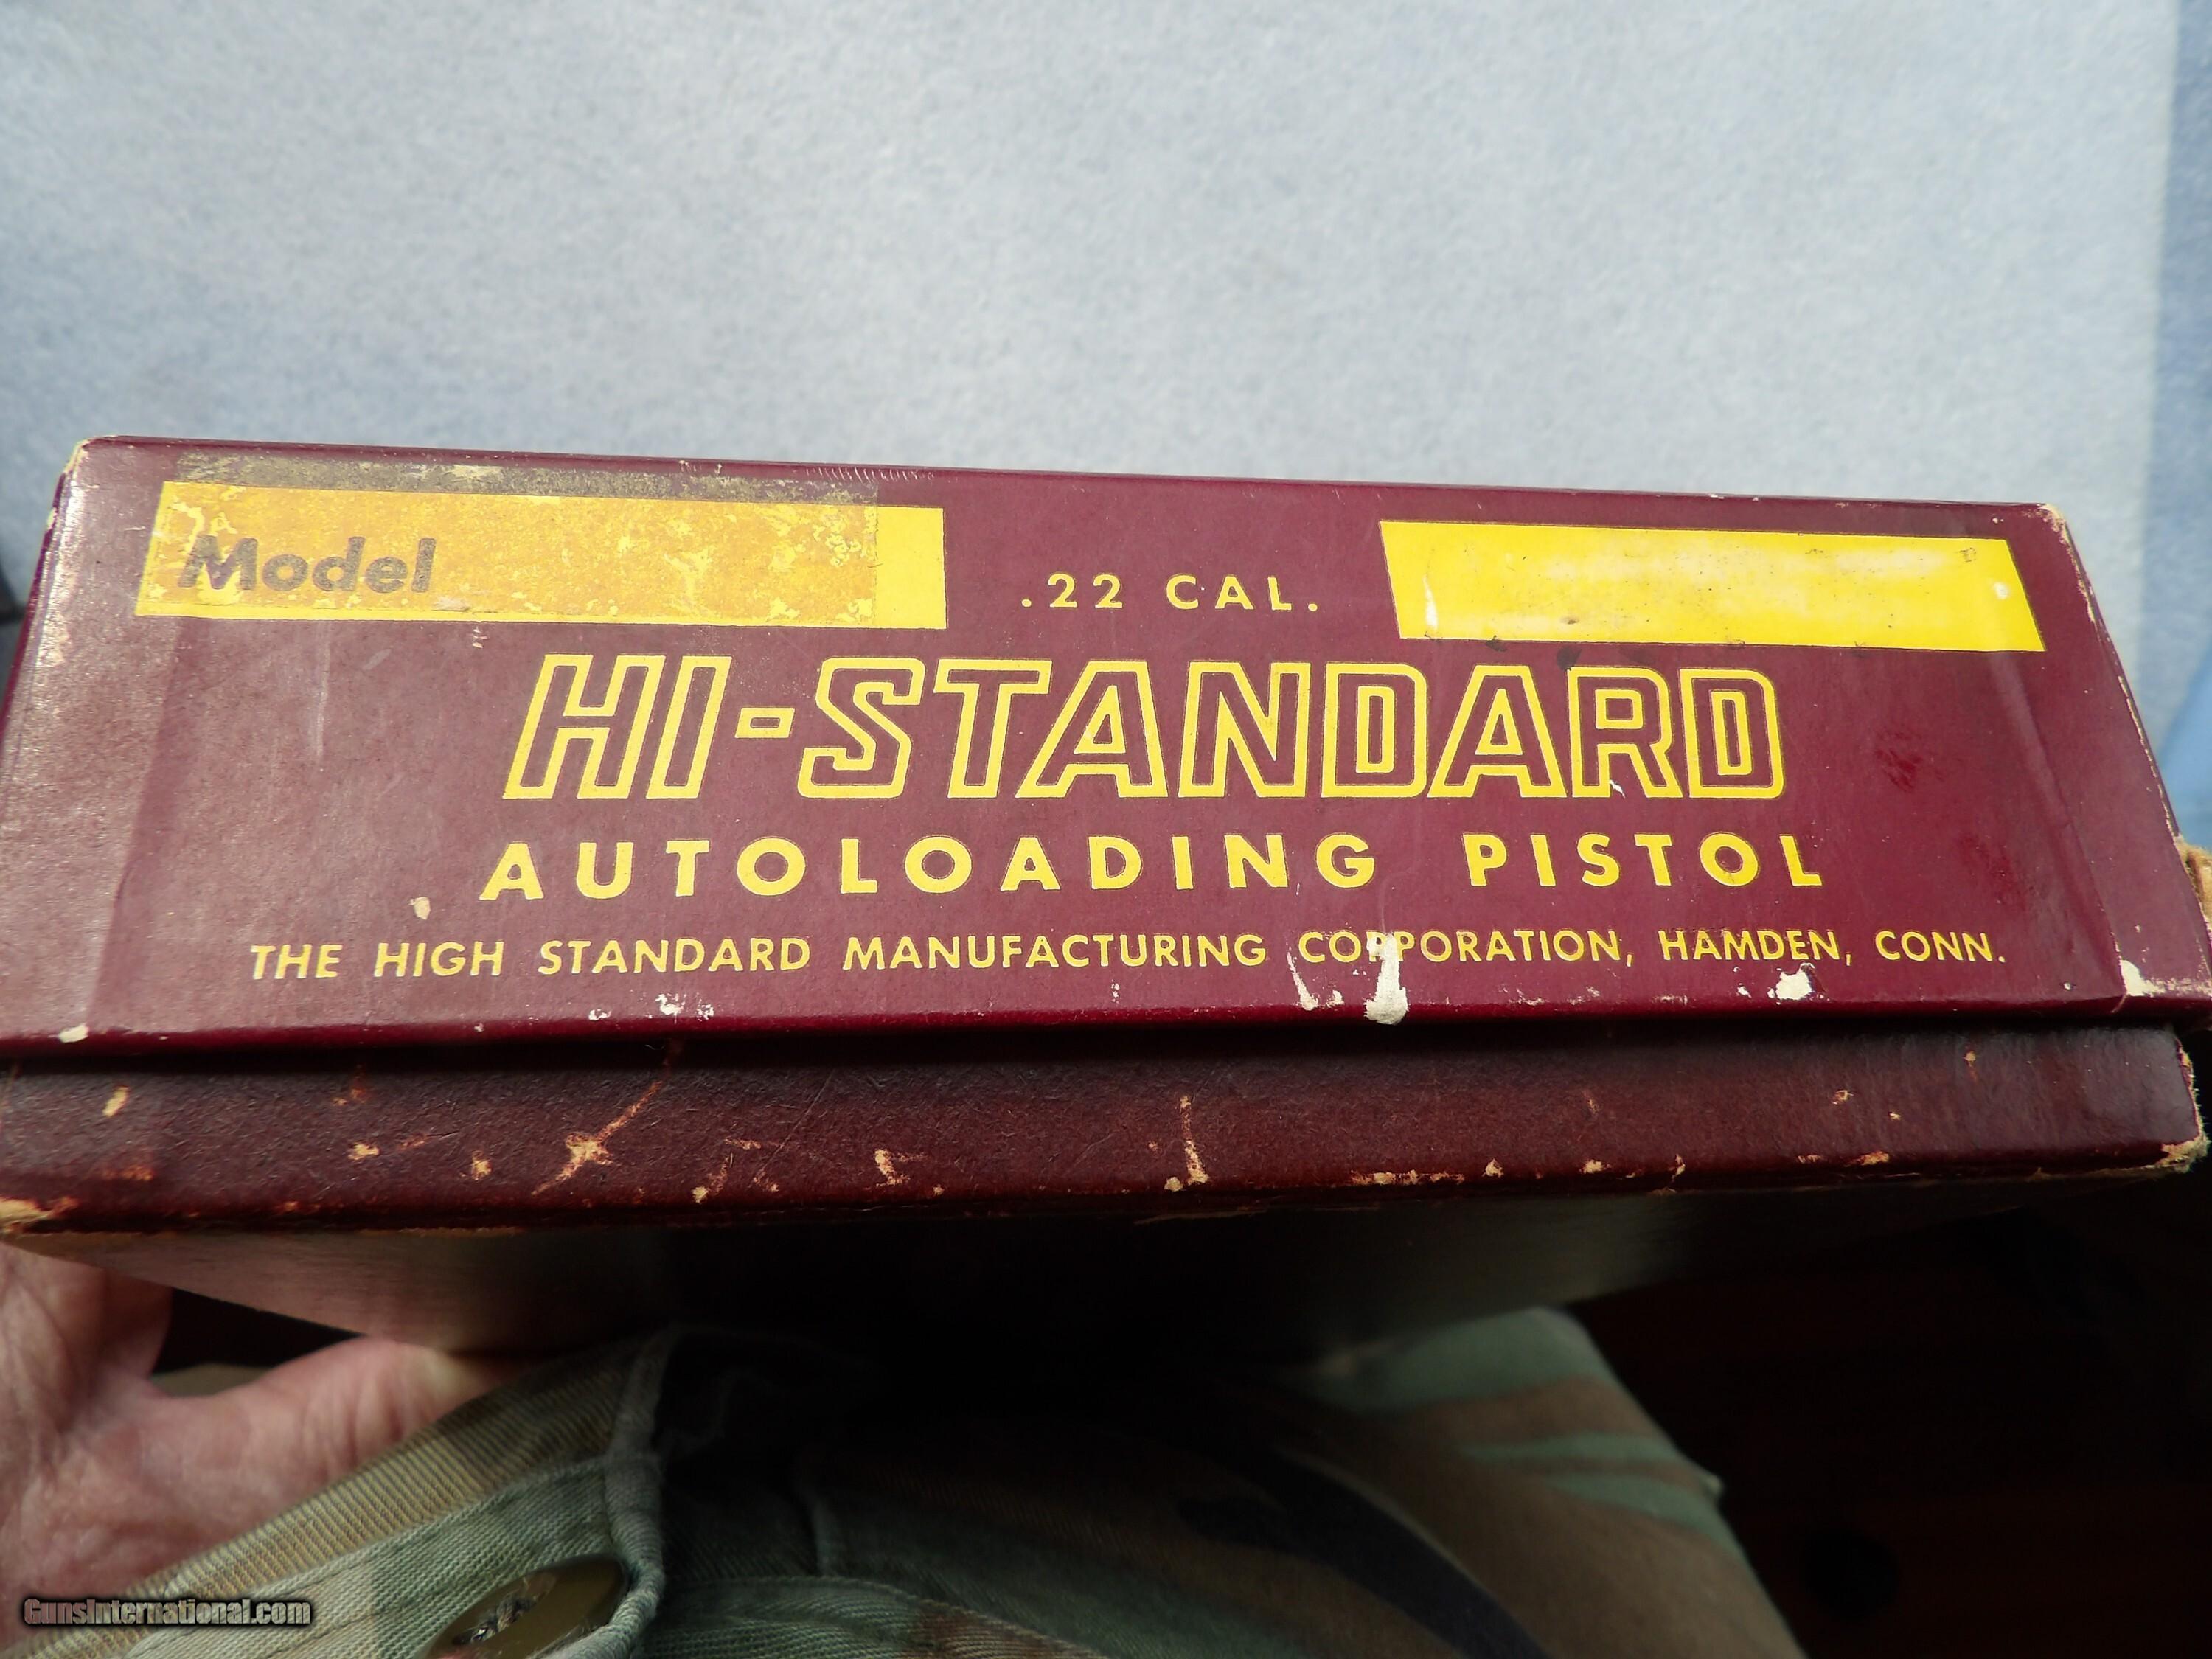 Model
.22 CAL.
HI-STANDARD
AUTOLOADING PISTOL
THE HIGH STANDARD MANUFACTURING CORPORATION, HAMDEN, CONN.
GunsInternational.com